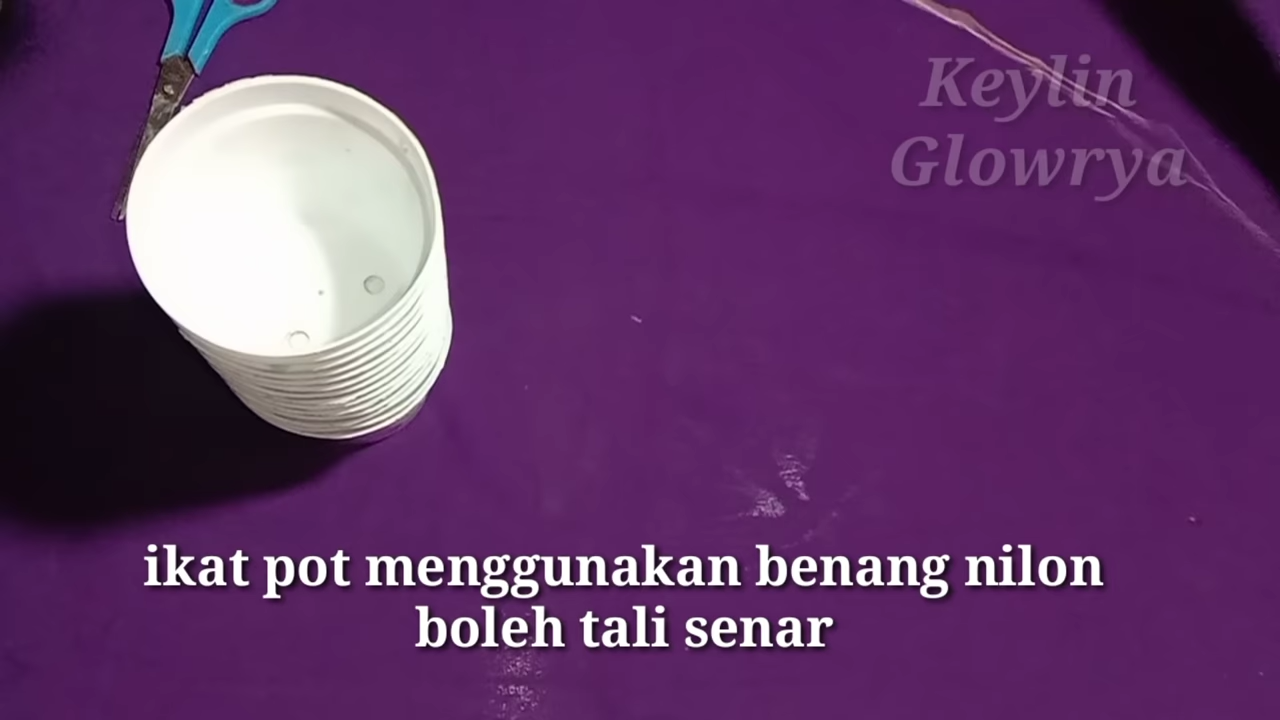 Keylin
Glowrya
ikat pot menggunakan benang nilon
boleh tali senar